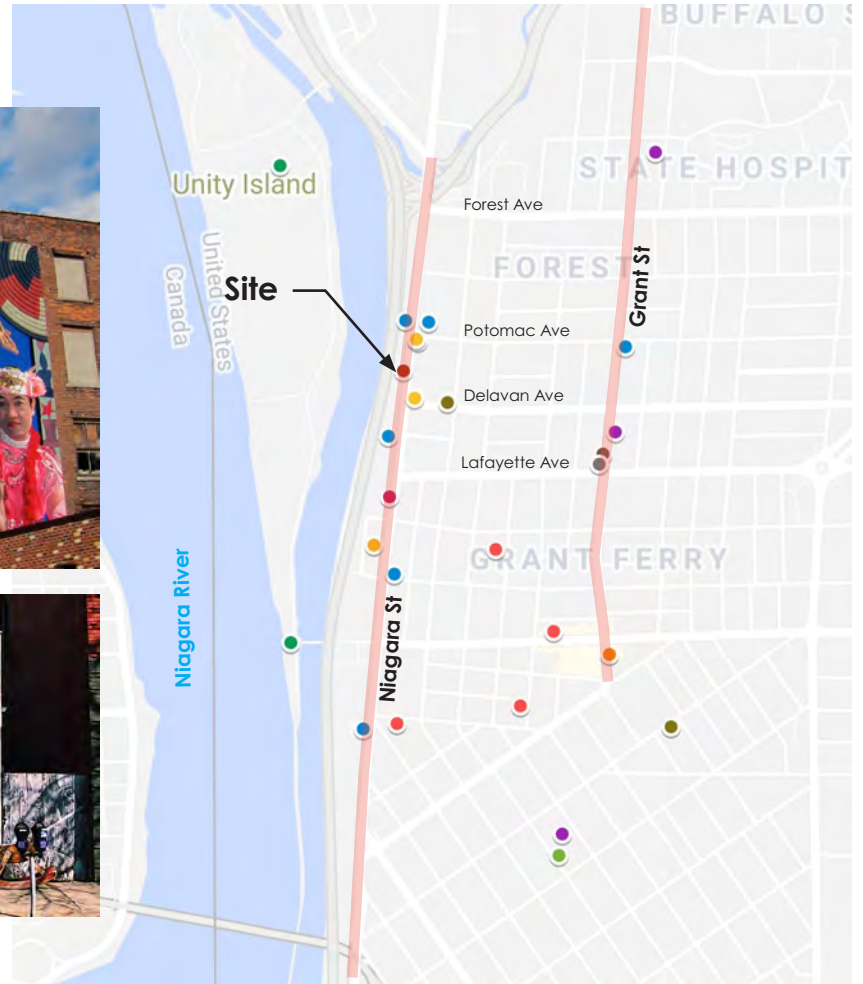 BUFFALO S
STATE HOSPIT
Unity Island
Forest Ave
United States
Canada
FOREST
Grant St
Site
Potomac Ave
Delavan Ave
Lafayette Ave
GRANT FERRY
Niagara River
Niagara St